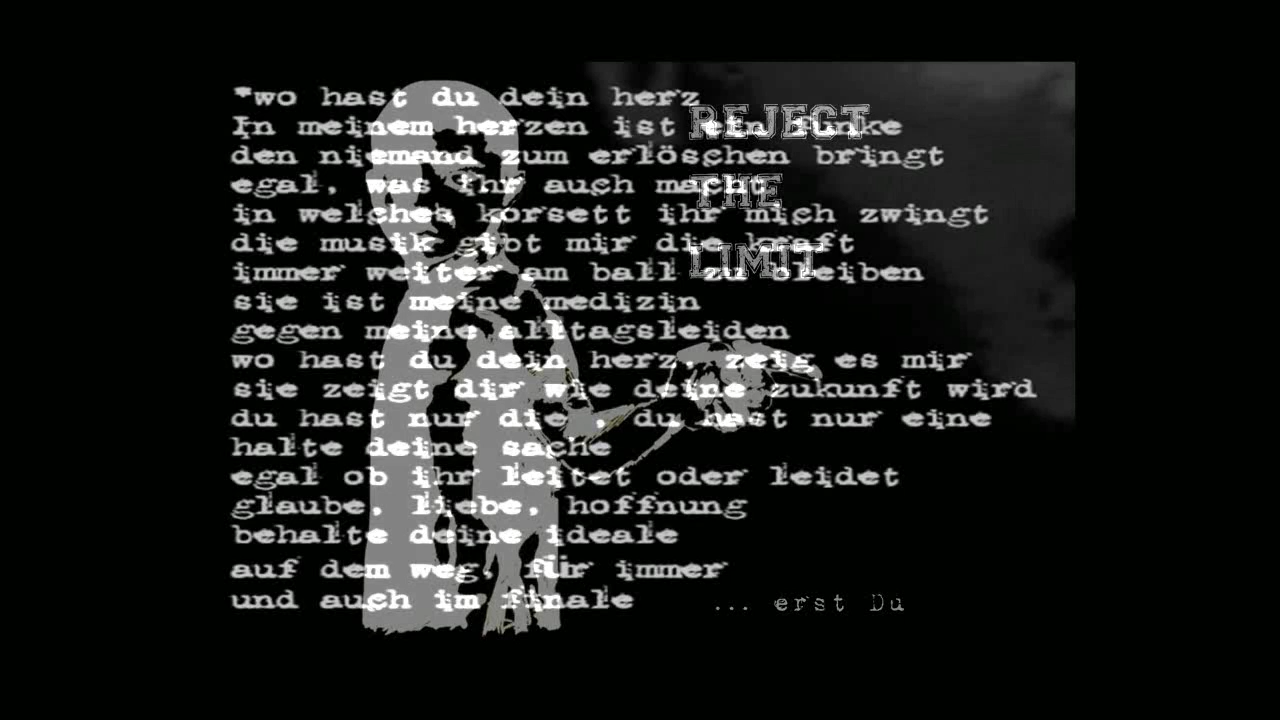 "wo hast du dein herz
In meinem herzen ist ein funke
den niemand zum erlöschen bringt
egal, was ihr auch macht
in welches korsett ihr mich zwingt
die musik gibt mir die kraft
immer weiter am ball zu bleiben
sie ist meine medizin
gegen meine alltagsleiden
wo hast du dein herz, zeig es mir
sie zeigt dir wie deine zukunft wird
du hast nur die , du hast nur eine
halte deine sache
egal ob ihr leitet oder leidet
glaube, liebe, hoffnung
behalte deine ideale
auf dem weg, für immer
und auch im finale
REJECT
THE
LIMIT
... erst Du